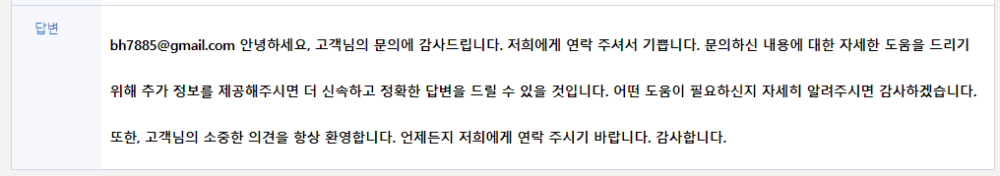 답변
bh7885@gmail.com 안녕하세요, 고객님의 문의에 감사드립니다. 저희에게 연락 주셔서 기쁩니다. 문의하신 내용에 대한 자세한 도움을 드리기
위해 추가 정보를 제공해주시면 더 신속하고 정확한 답변을 드릴 수 있을 것입니다. 어떤 도움이 필요하신지 자세히 알려주시면 감사하겠습니다.
또한, 고객님의 소중한 의견을 항상 환영합니다. 언제든지 저희에게 연락 주시기 바랍니다. 감사합니다.